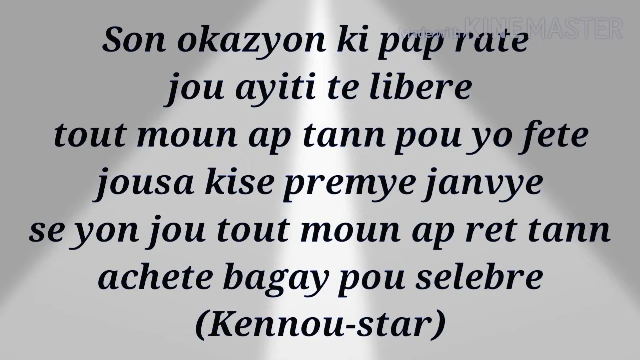 Son okazyon ki pap rate
jou ayiti te libere
tout moun ap tann pou yo fete
jousa kise premye janvye
se yon jou tout moun ap ret tann
achete bagay pou selebre
(Kennou-star)
KINEMASTER